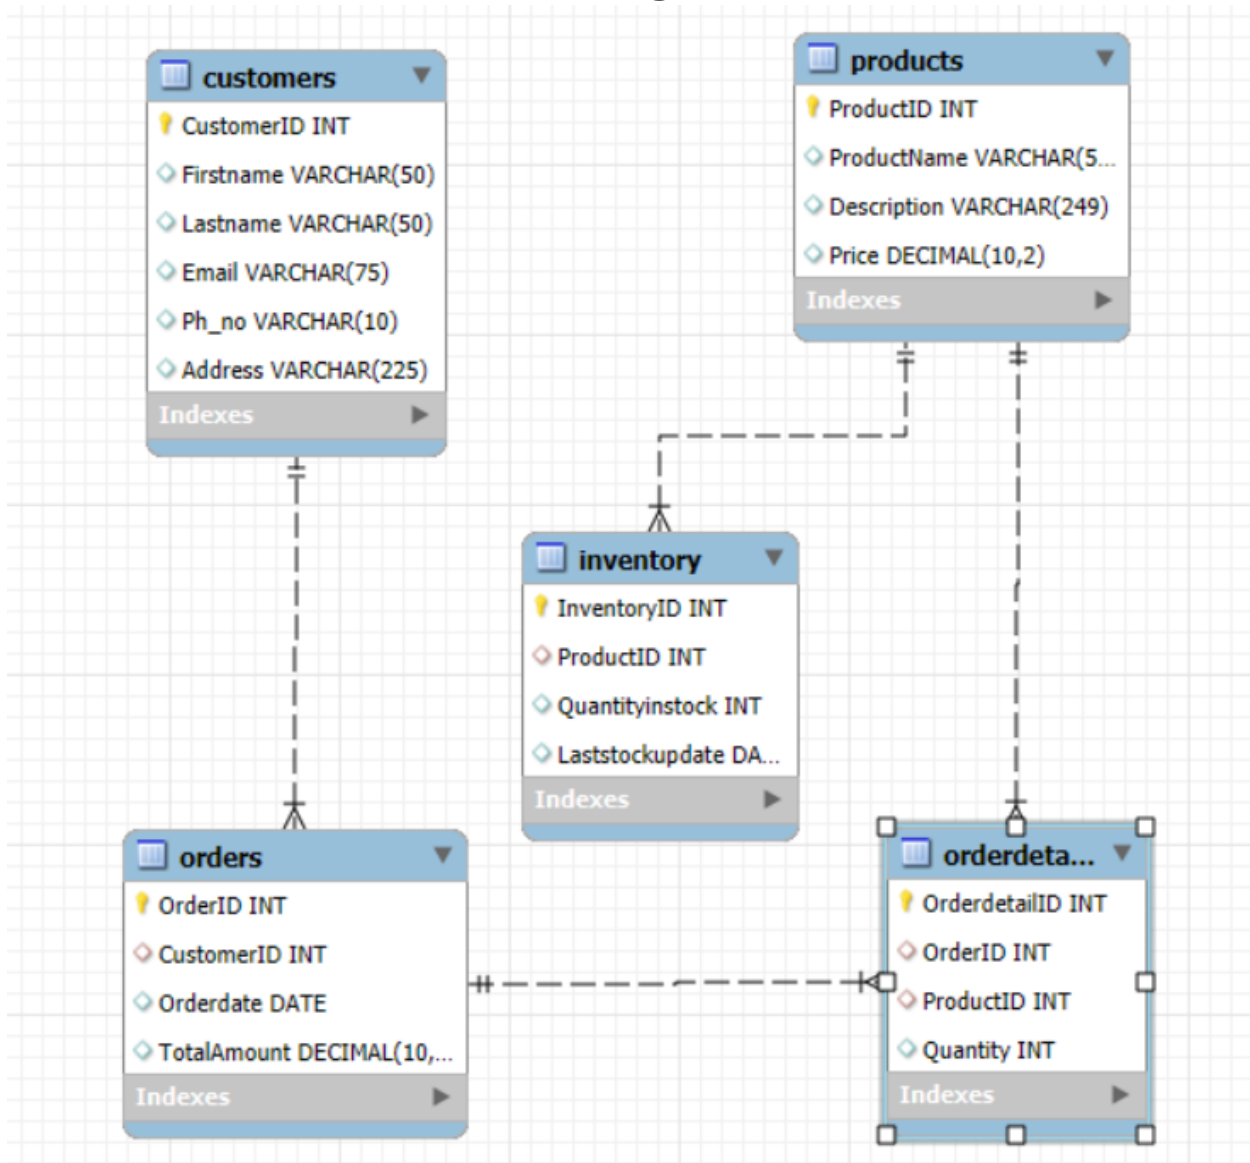 customers
CustomerID INT
Firstname VARCHAR(50)
Lastname VARCHAR(50)
Email VARCHAR(75)
Ph_no VARCHAR(10)
Address VARCHAR(225)
Indexes
products
ProductID INT
ProductName VARCHAR(5...
Description VARCHAR(249)
Price DECIMAL(10,2)
Indexes
inventory
InventoryID INT
ProductID INT
Quantityinstock INT
Laststockupdate DA...
Indexes
orders
OrderID INT
CustomerID INT
Orderdate DATE
TotalAmount DECIMAL(10,...
Indexes
orderdeta...
OrderdetailID INT
OrderID INT
ProductID INT
Quantity INT
Indexes